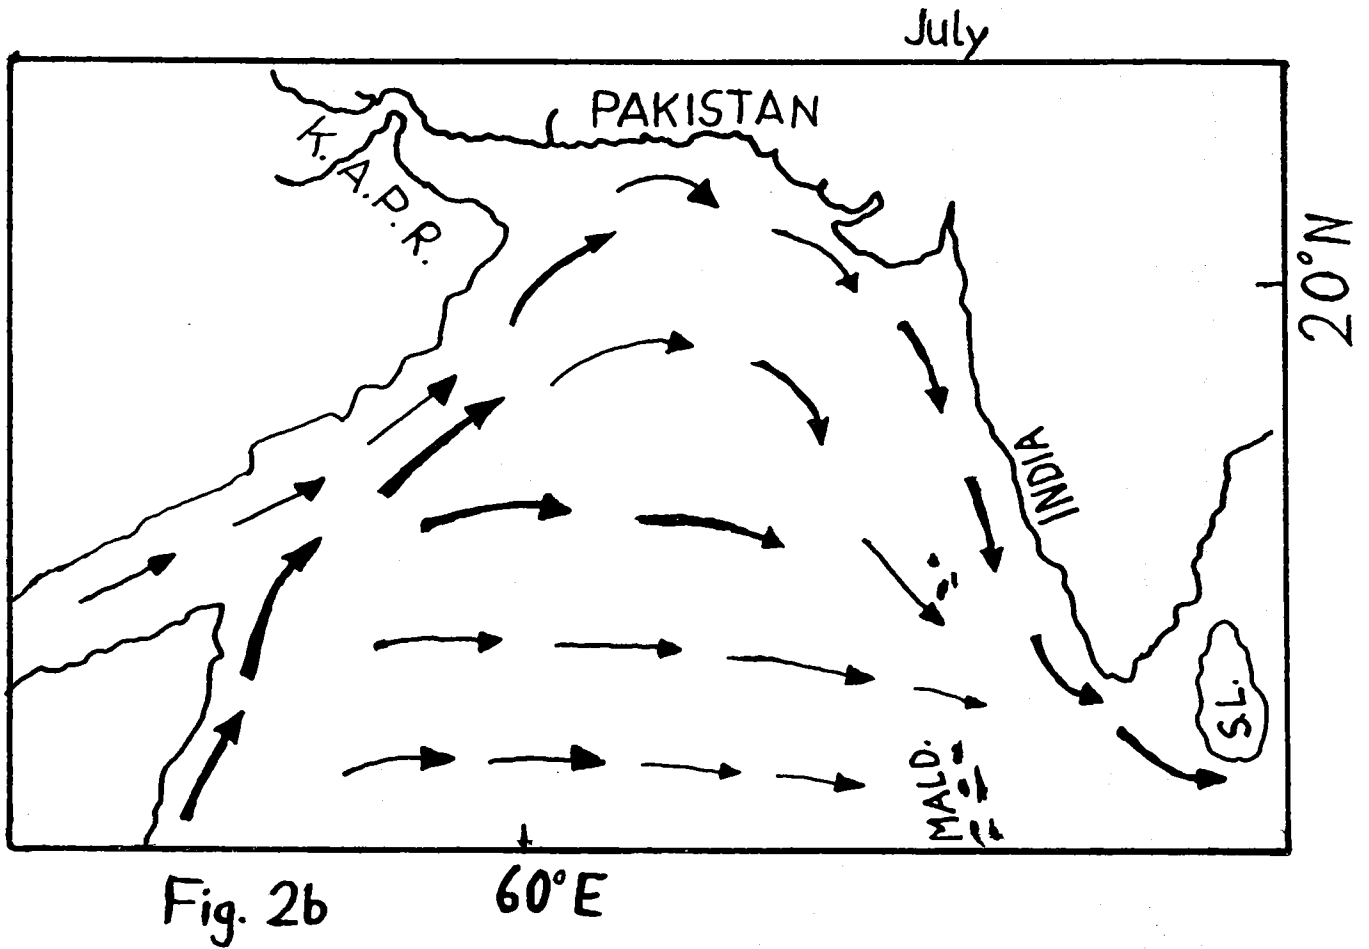 July
PAKISTAN
K.A.P.R.
20°N
INDIA
S.L.
MALD.
60°E
Fig. 2b